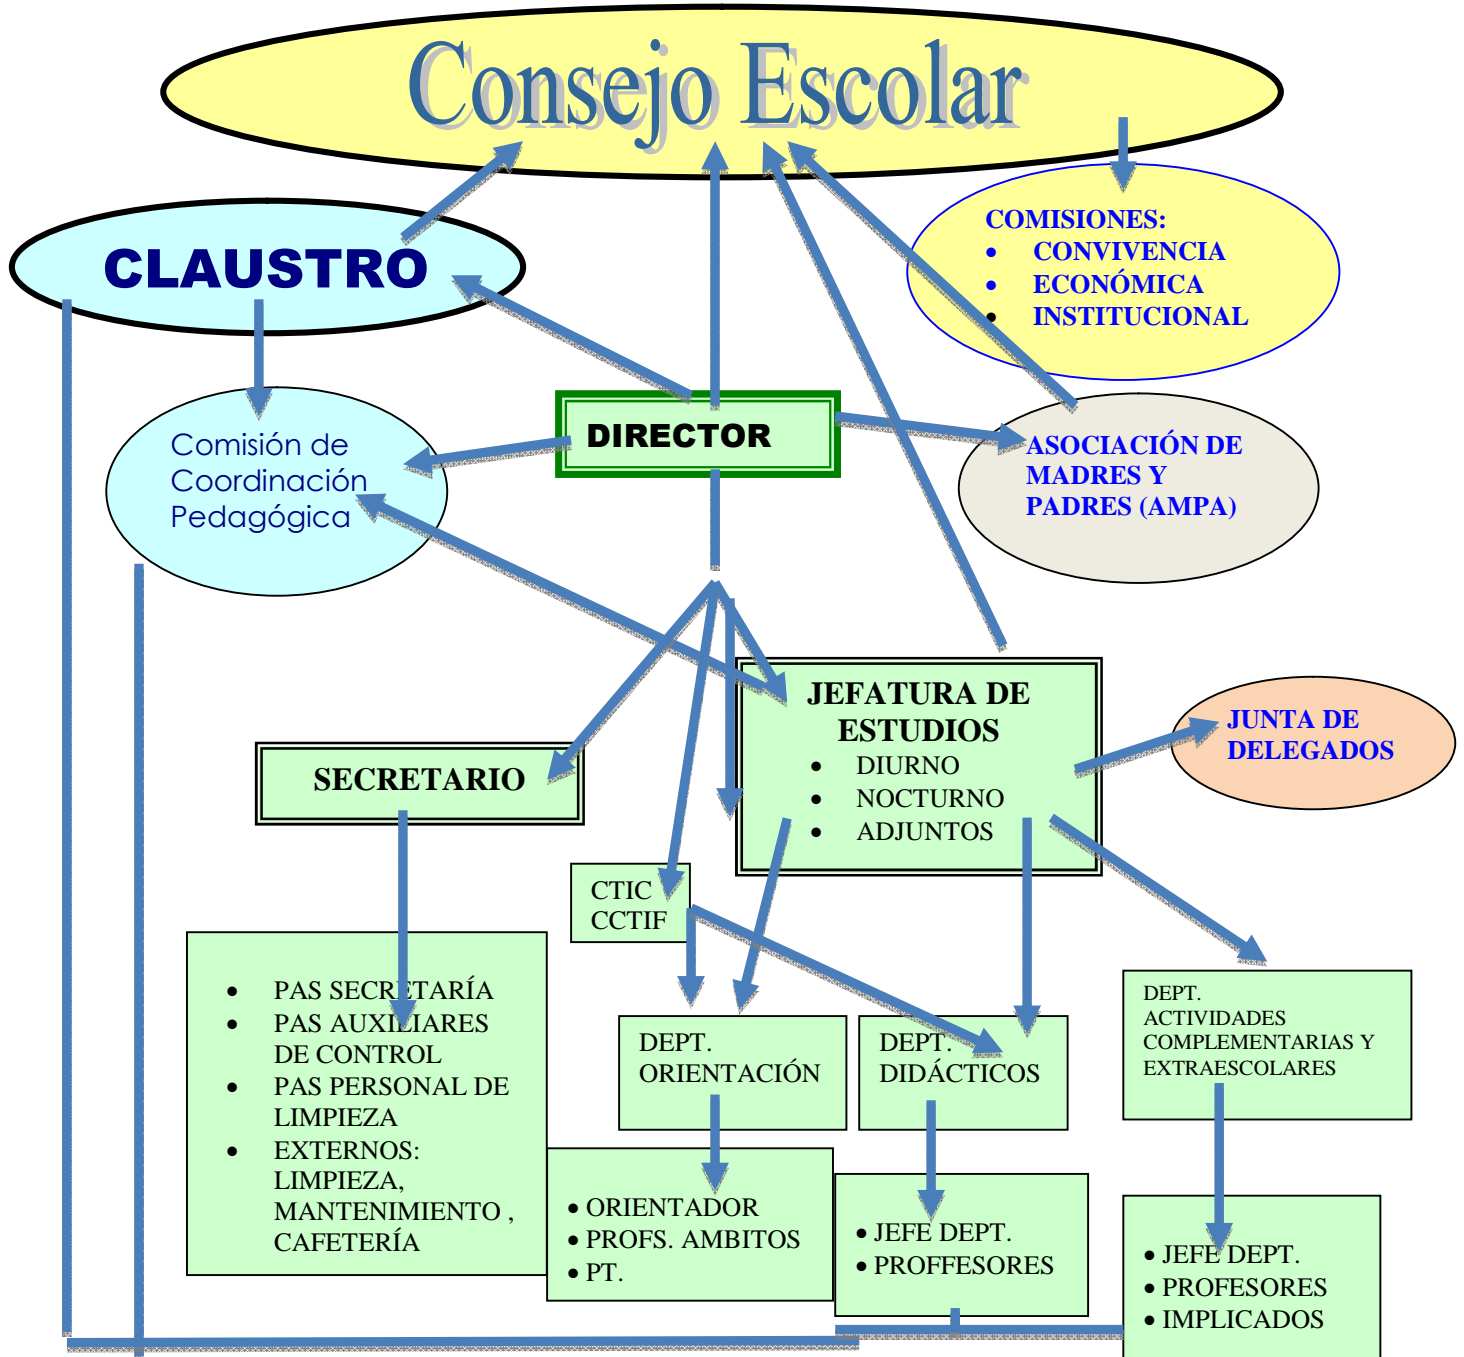 Consejo Escolar
CLAUSTRO
COMISIONES:
• CONVIVENCIA
• ECONÓMICA
• INSTITUCIONAL
Comisión de
Coordinación
Pedagógica
DIRECTOR
ASOCIACIÓN DE
MADRES Y
PADRES (AMPA)
JEFATURA DE
ESTUDIOS
• DIURNO
• NOCTURNO
• ADJUNTOS
JUNTA DE
DELEGADOS
SECRETARIO
CTIC
CCTIF
• PAS SECRETARÍA
• PAS AUXILIARES
DE CONTROL
• PAS PERSONAL DE
LIMPIEZA
• EXTERNOS:
LIMPIEZA,
MANTENIMIENTO ,
CAFETERÍA
DEPT.
ORIENTACIÓN
DEPT.
DIDÁCTICOS
DEPT.
ACTIVIDADES
COMPLEMENTARIAS Y
EXTRAESCOLARES
• ORIENTADOR
• PROFS. AMBITOS
• PT.
• JEFE DEPT.
• PROFFESORES
• JEFE DEPT.
• PROFESORES
• IMPLICADOS